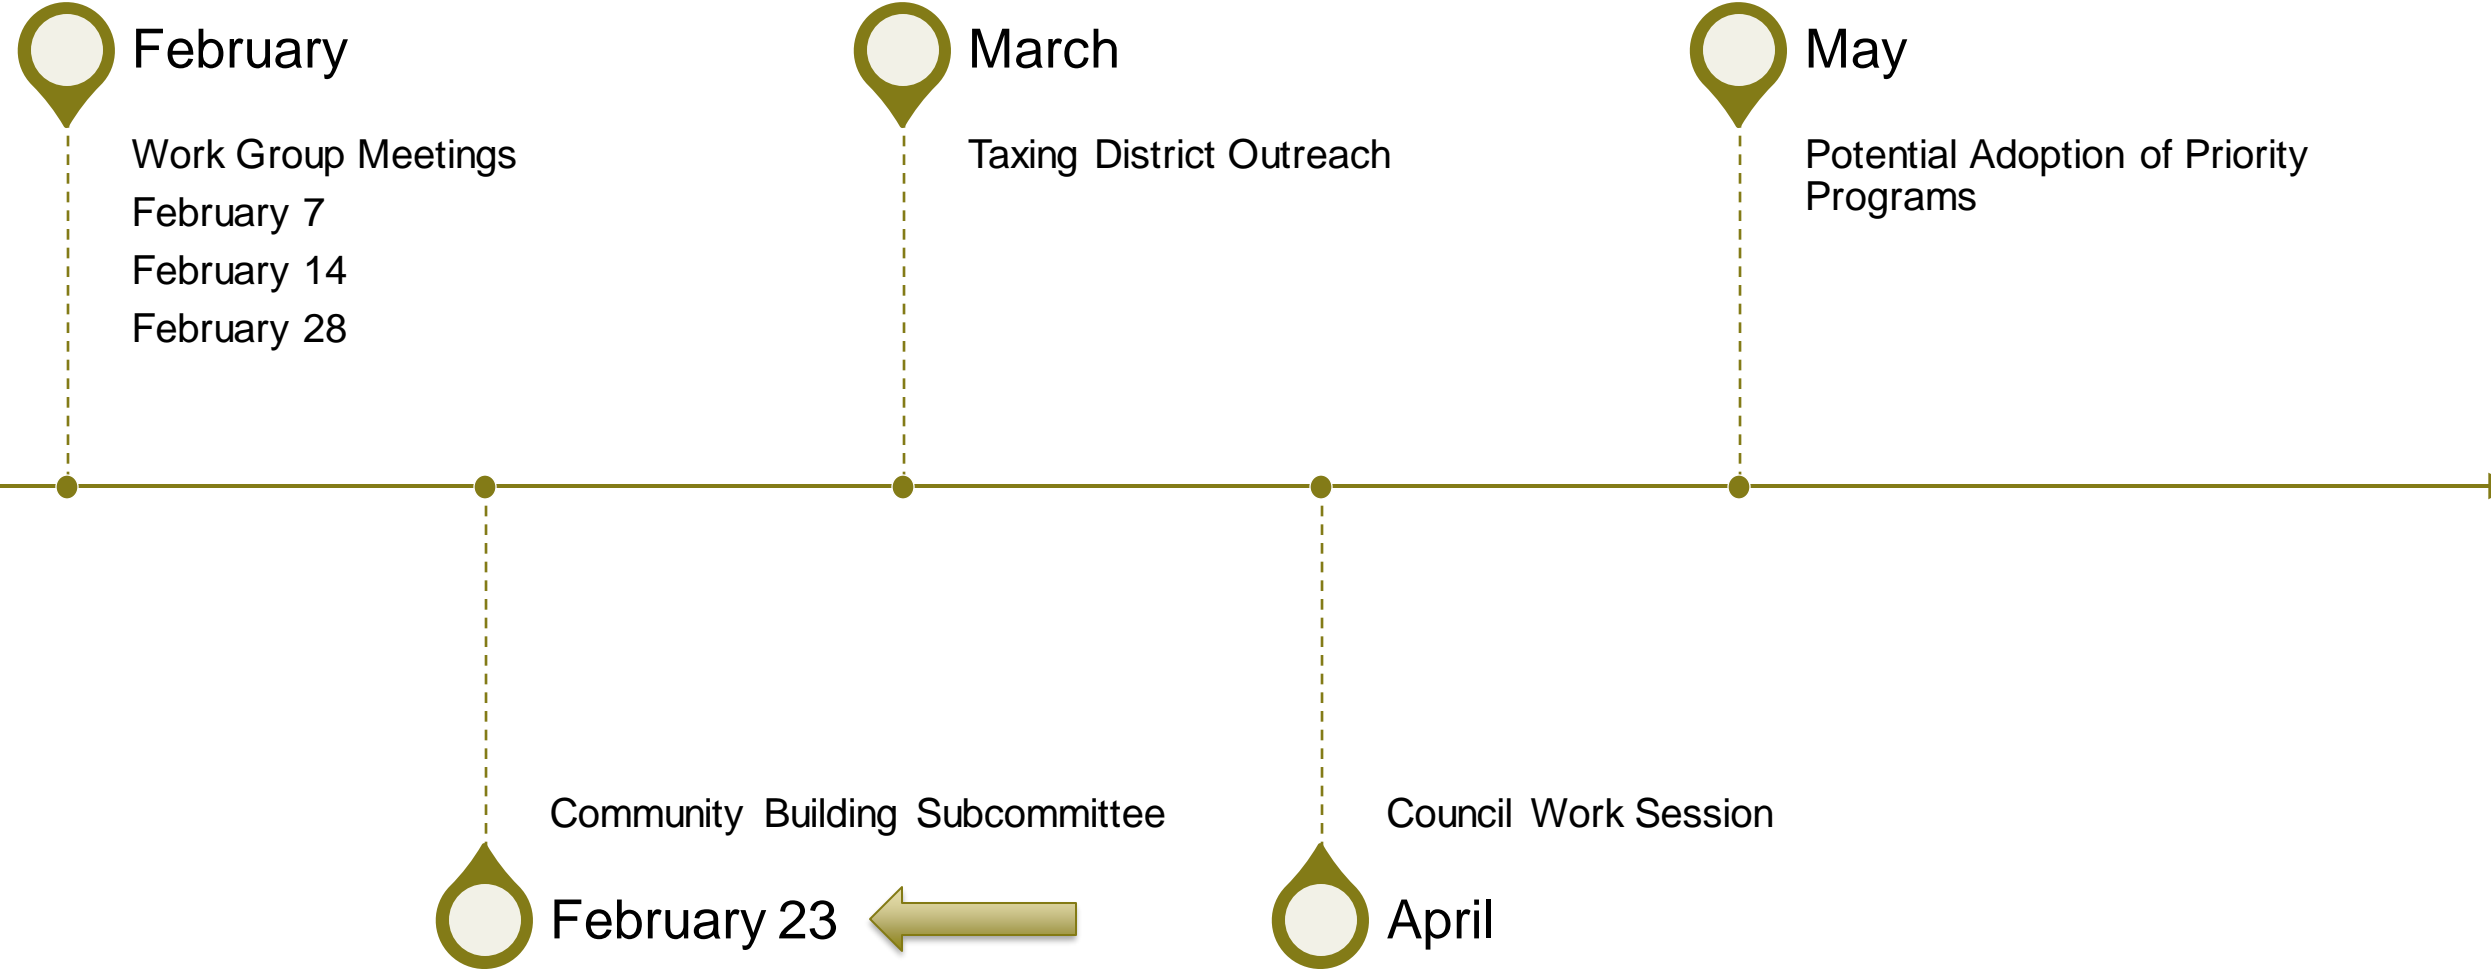 February
Work Group Meetings
February 7
February 14
February 28
March
Taxing District Outreach
May
Potential Adoption of Priority
Programs
Community Building Subcommittee
February 23
Council Work Session
April